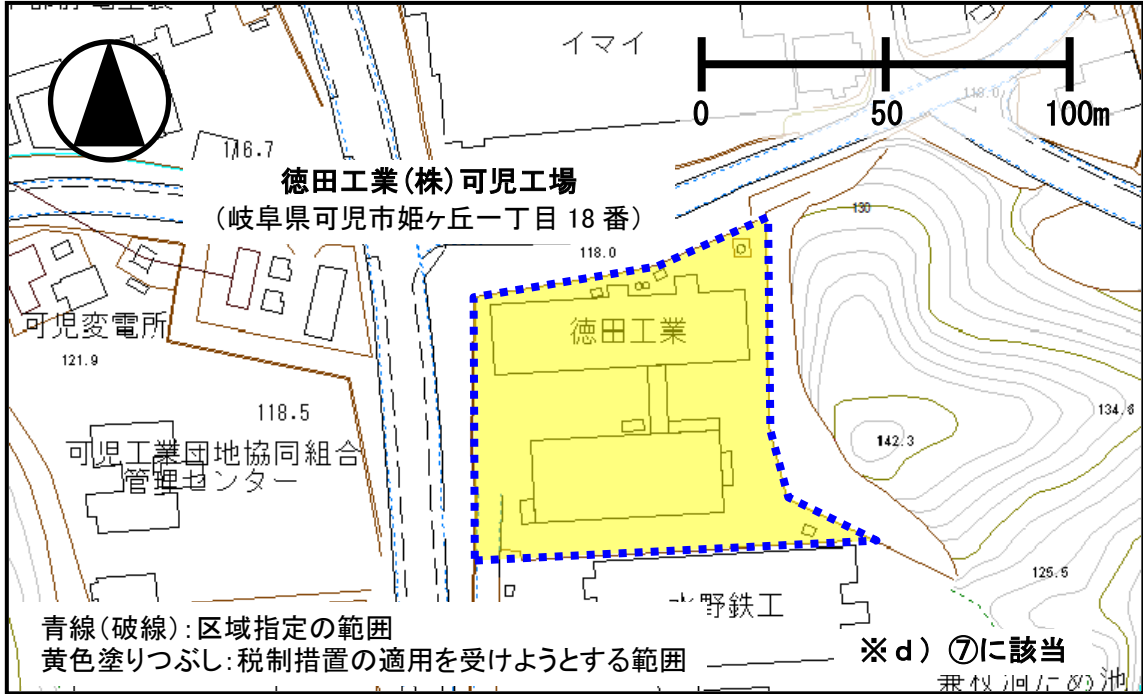 イマイ
0 50 100m
118.0
116.7
徳田工業(株)可児工場
(岐阜県可児市姫ヶ丘一丁目 18 番)
130
118.0
徳田工業
可児変電所
121.9
118.5
134.6
142.3
可児工業団地協同組合
管理センター
125.5
水野鉄工
青線(破線):区域指定の範囲
黄色塗りつぶし:税制措置の適用を受けようとする範囲
※d) ⑦に該当